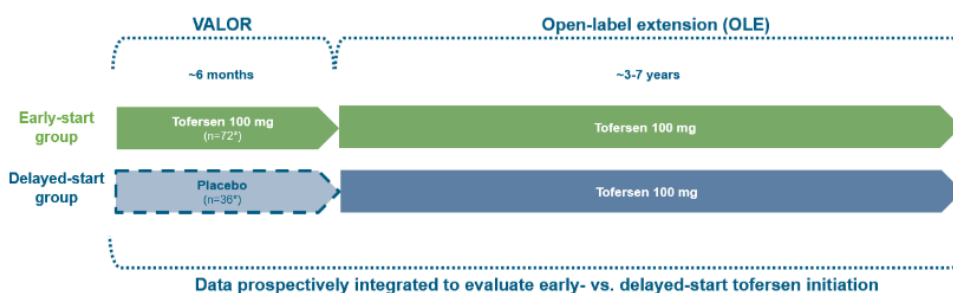 VALOR
Open-label extension (OLE)
~6 months
~3-7 years
Early-start
group
Tofersen 100 mg
(n=72*)
Tofersen 100 mg
Delayed-start
group
Placebo
(n=36*)
Tofersen 100 mg
Data prospectively integrated to evaluate early- vs. delayed-start tofersen initiation